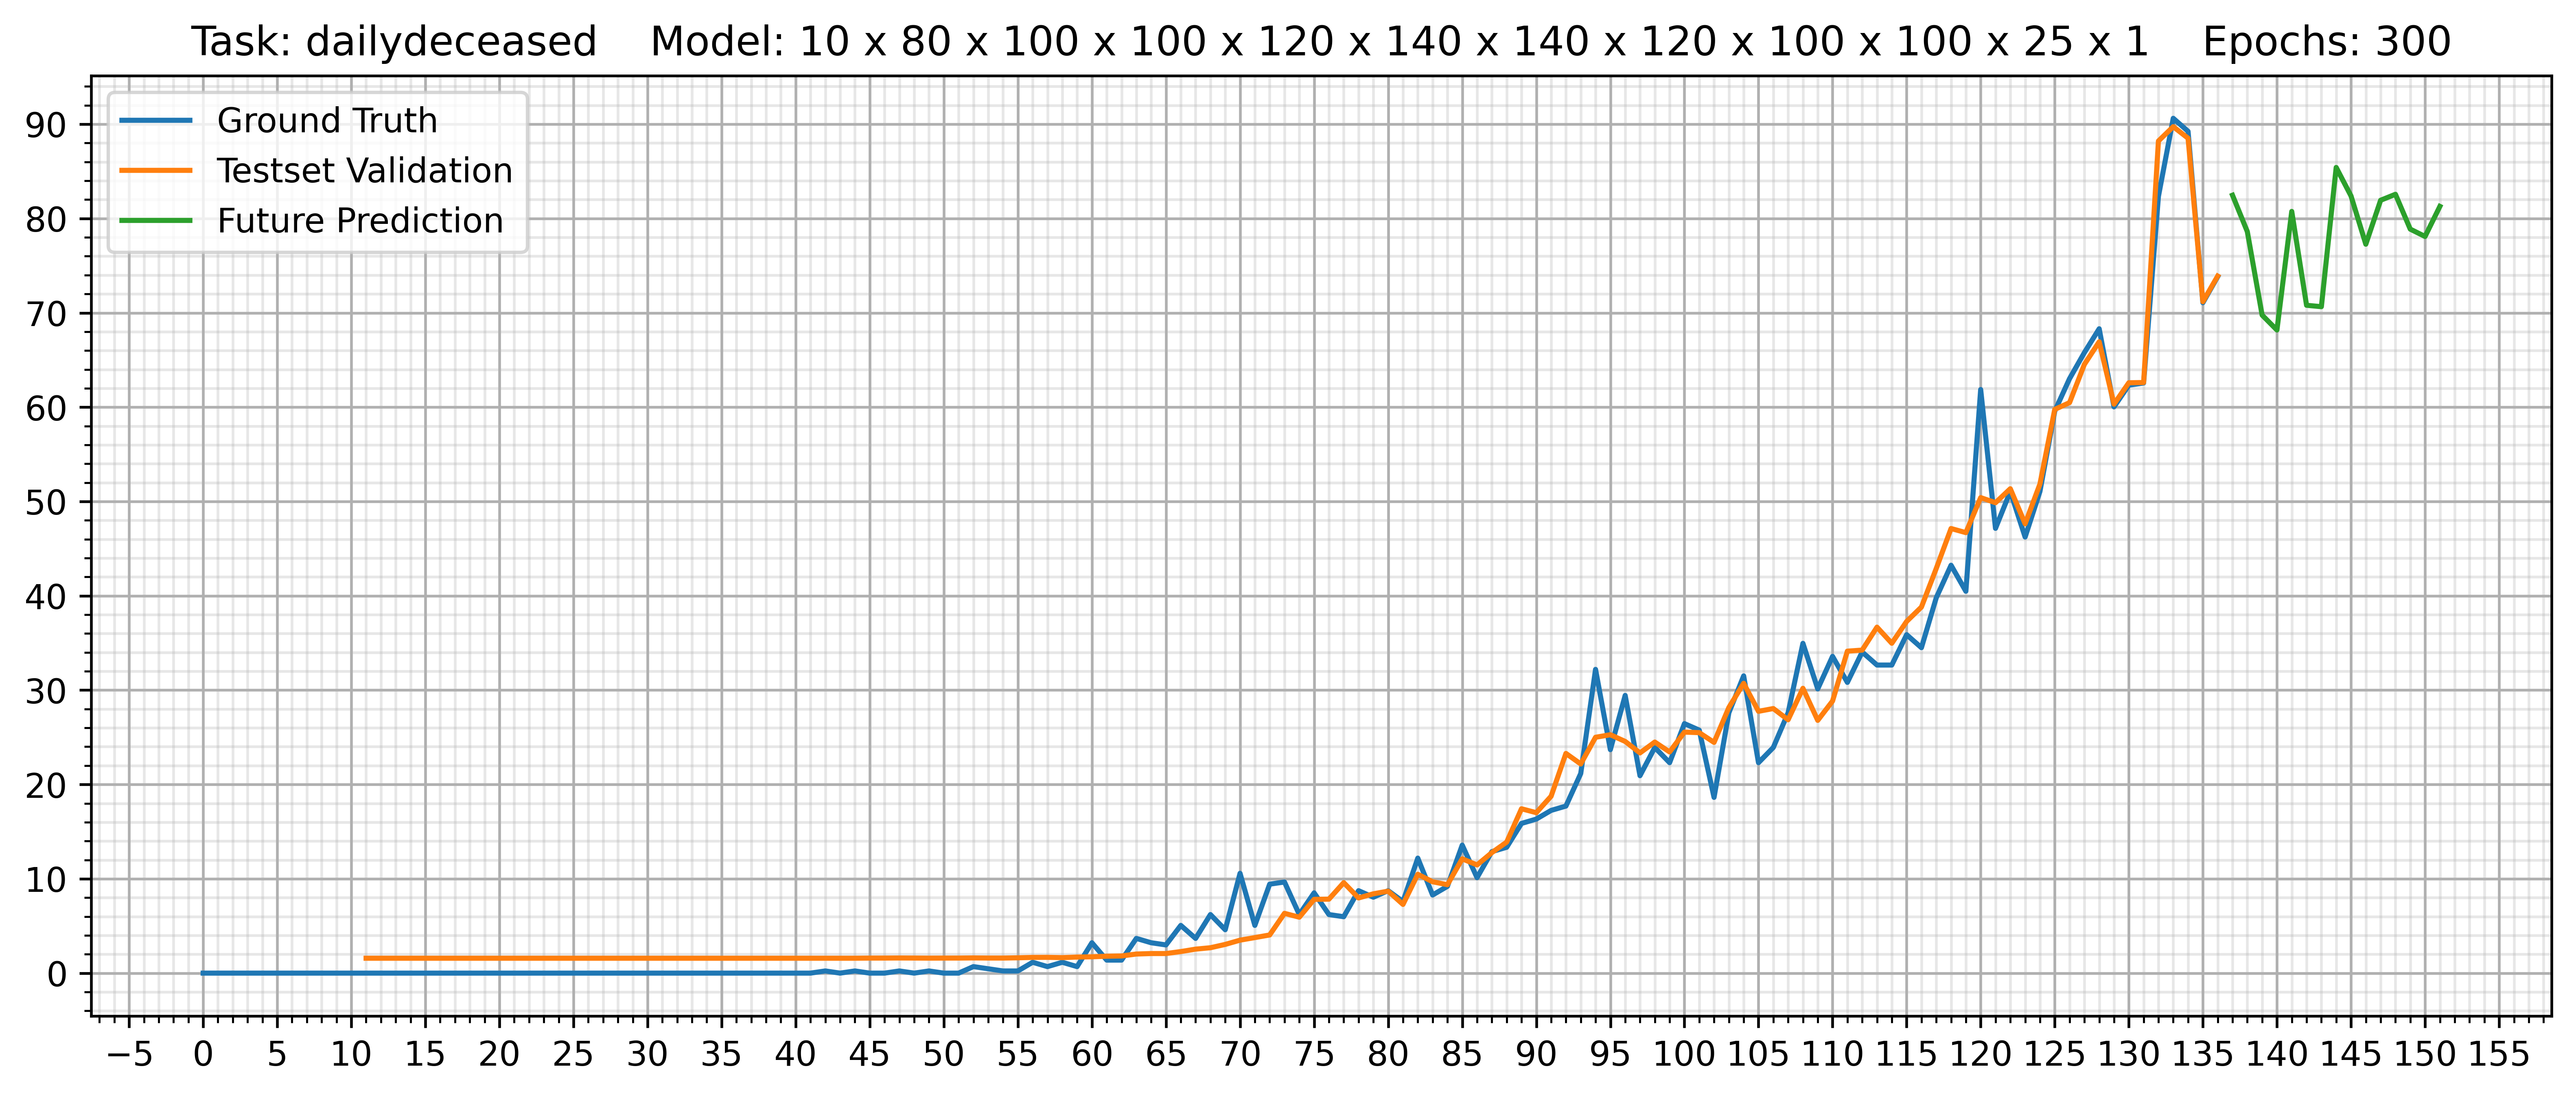 Task: dailydeceased    Model: 10 x 80 x 100 x 100 x 120 x 140 x 140 x 120 x 100 x 100 x 25 x 1    Epochs: 300
Ground Truth
Testset Validation
Future Prediction
90
80
70
60
50
40
30
20
10
0
−5 0 5 10 15 20 25 30 35 40 45 50 55 60 65 70 75 80 85 90 95 100 105 110 115 120 125 130 135 140 145 150 155